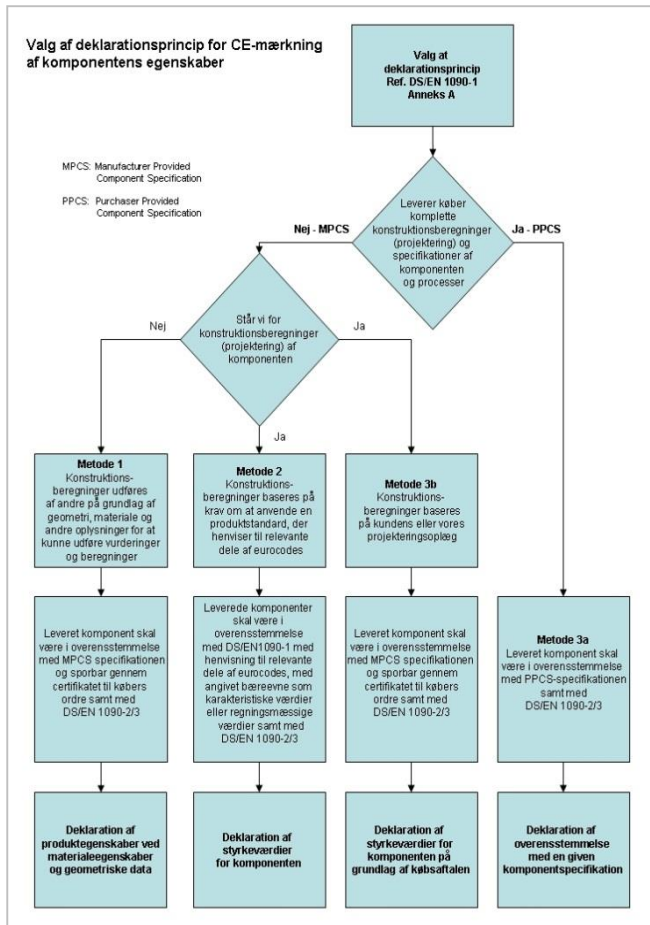 Valg af deklarationsprincip for CE-mærkning
af komponentens egenskaber
Valg at
deklarationsprincip
Ref. DS/EN 1090-1
Anneks A
MPCS: Manufacturer Provided
Component Specification
PPCS: Purchaser Provided
Component Specification
Leverer køber
komplette
konstruktionsberegninger
(projektering) og
specifikationer af
komponenten
og processer
Nej - MPCS
Ja - PPCS
Står vi for
konstruktionsberegninger
(projektering) af
komponenten
Nej
Ja
Ja
Metode 1
Konstruktions-
beregninger udføres
af andre på grundlag af
geometri, materiale og
andre oplysninger for at
kunne udføre vurderinger
og beregninger
Metode 2
Konstruktions-
beregninger baseres på
krav om at anvende en
produktstandard, der
henviser til relevante
dele af eurocodes
Metode 3b
Konstruktions-
beregninger baseres
på kundens eller vores
projekteringsoplæg
Leveret komponent skal
være i overensstemmelse
med MPCS specifikationen
og sporbar gennem
certifikatet til købers
ordre samt med
DS/EN 1090-2/3
Leverede komponenter
skal være i
overensstemmelse
med DS/EN1090-1 med
henvisning til relevante
dele af eurocodes, med
angivet bæreevne som
karakteristiske værdier
eller regningsmæssige
værdier samt med
DS/EN 1090-2/3
Leveret komponent skal
være i overensstemmelse
med MPCS specifikationen
og sporbar gennem
certifikatet til købers
ordre samt med
DS/EN 1090-2/3
Metode 3a
Leveret komponent skal
være i overensstemmelse
med PPCS-specifikationen
samt med
DS/EN 1090-2/3
Deklaration af
produktegenskaber ved
materialeegenskaber
og geometriske data
Deklaration af
styrkeværdier
for komponenten
Deklaration af
styrkeværdier for
komponenten på
grundlag af købsaftalen
Deklaration af
overensstemmelse
med en given
komponentspecifikation